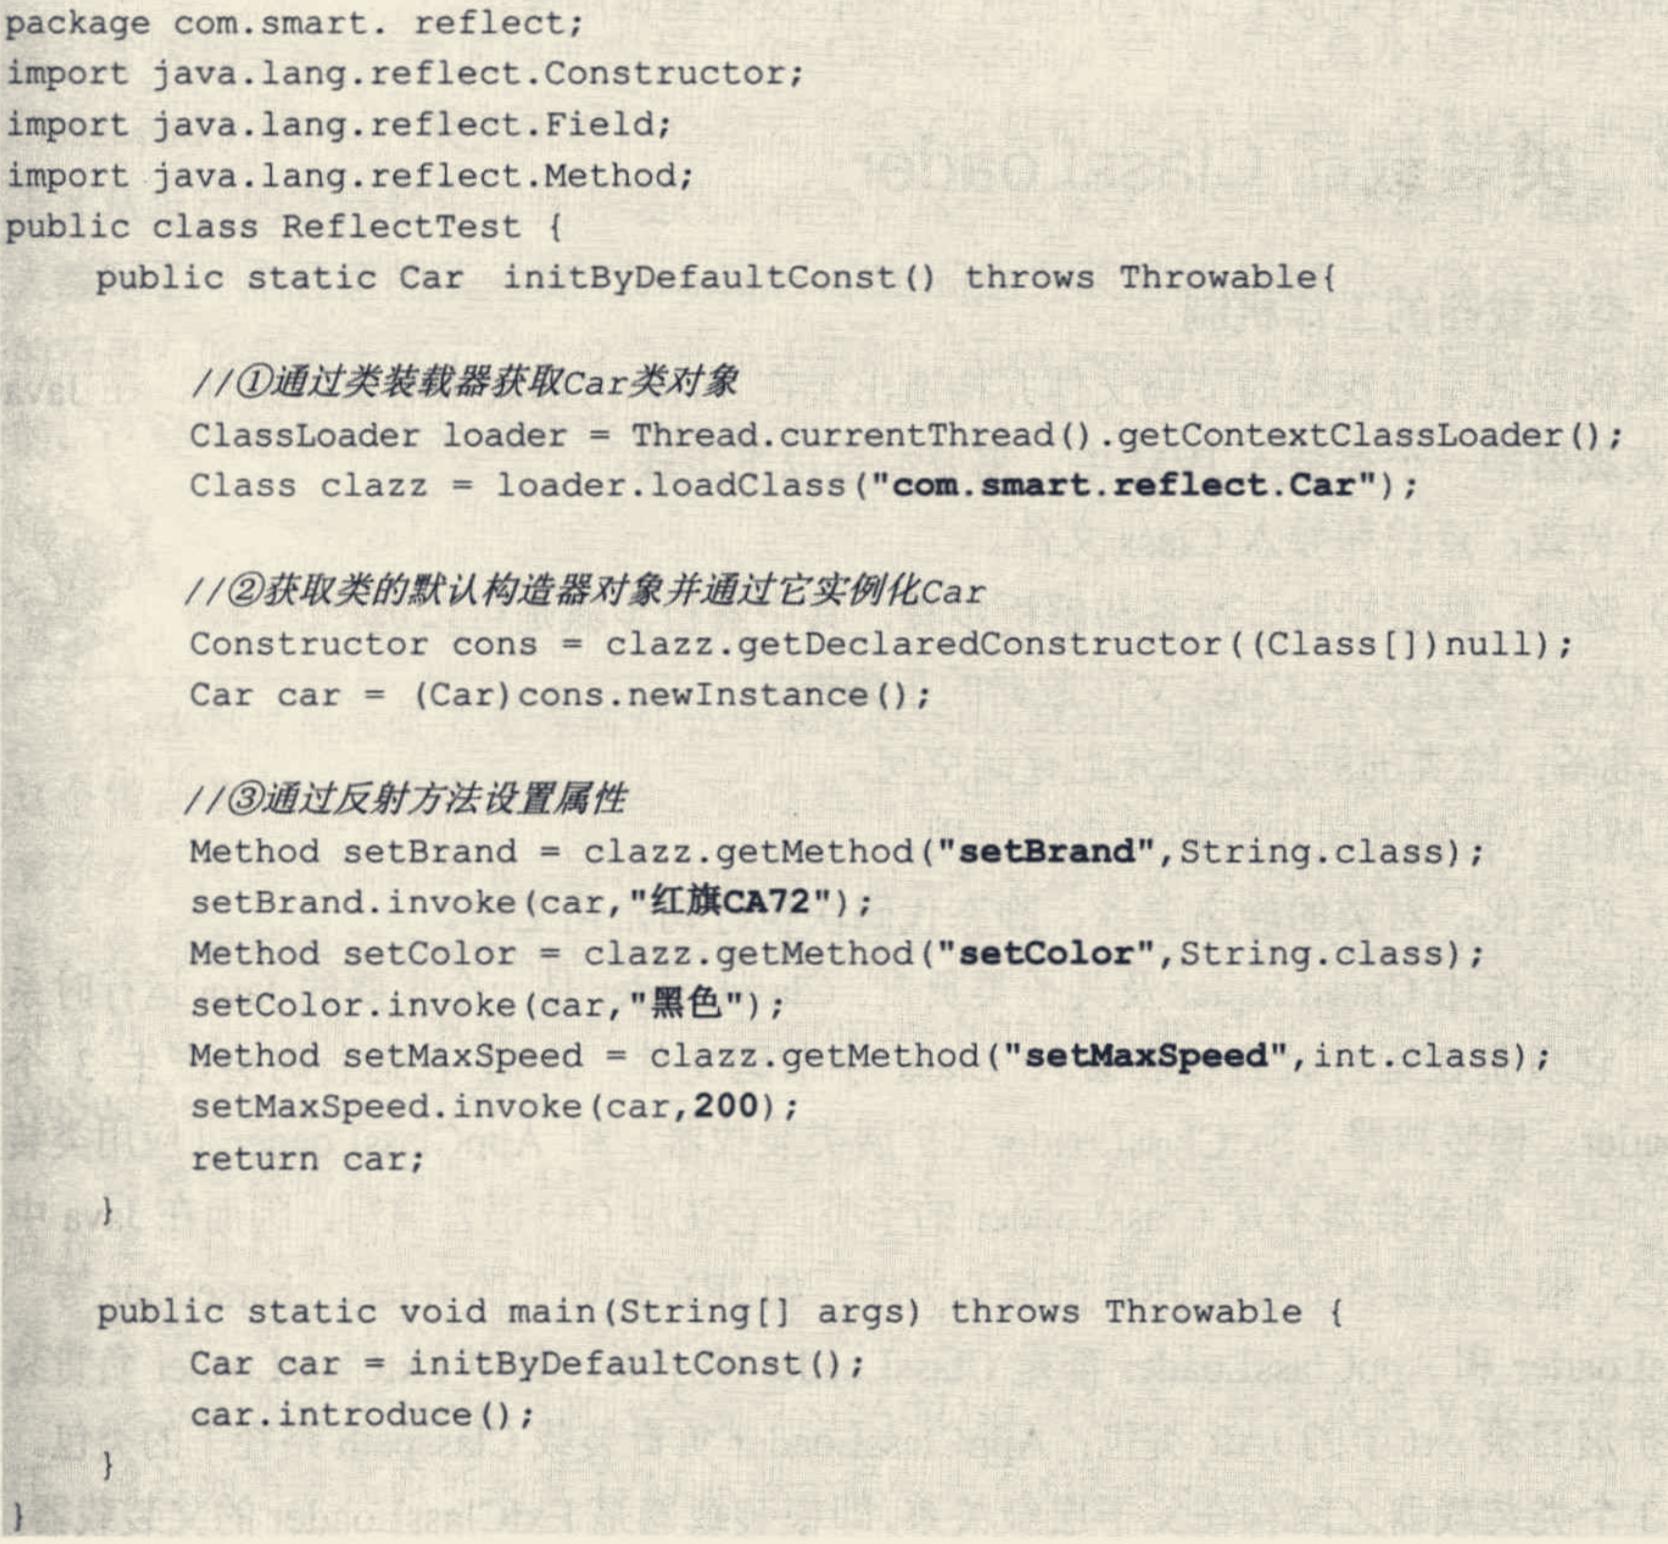 package com.smart. reflect;
import java.lang.reflect.Constructor;
import java.lang.reflect.Field;
import java.lang.reflect.Method;
public class ReflectTest {
public static Car initByDefaultConst() throws Throwable{
//①通过类装载器获取Car类对象
ClassLoader loader = Thread.currentThread().getContextClassLoader();
Class clazz = loader.loadClass("com.smart.reflect.Car");
//②获取类的默认构造器对象并通过它实例化Car
Constructor cons = clazz.getDeclaredConstructor((Class[])null);
Car car = (Car)cons.newInstance();
//③通过反射方法设置属性
Method setBrand = clazz.getMethod("setBrand",String.class);
setBrand.invoke(car,"红旗CA72");
Method setColor = clazz.getMethod("setColor",String.class);
setColor.invoke(car,"黑色");
Method setMaxSpeed = clazz.getMethod("setMaxSpeed",int.class);
setMaxSpeed.invoke(car,200);
return car;
}
public static void main(String[] args) throws Throwable {
Car car = initByDefaultConst();
car.introduce();
}
}